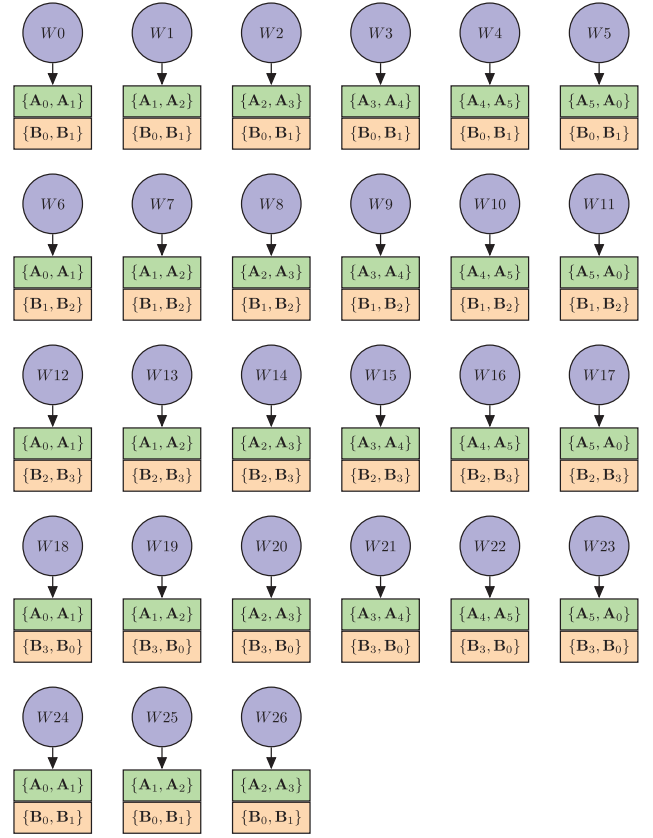 W0 W1 W2 W3 W4 W5
{A₀, A₁} {A₁, A₂} {A₂, A₃} {A₃, A₄} {A₄, A₅} {A₅, A₀}
{B₀, B₁} {B₀, B₁} {B₀, B₁} {B₀, B₁} {B₀, B₁} {B₀, B₁}
W6 W7 W8 W9 W10 W11
{A₀, A₁} {A₁, A₂} {A₂, A₃} {A₃, A₄} {A₄, A₅} {A₅, A₀}
{B₁, B₂} {B₁, B₂} {B₁, B₂} {B₁, B₂} {B₁, B₂} {B₁, B₂}
W12 W13 W14 W15 W16 W17
{A₀, A₁} {A₁, A₂} {A₂, A₃} {A₃, A₄} {A₄, A₅} {A₅, A₀}
{B₂, B₃} {B₂, B₃} {B₂, B₃} {B₂, B₃} {B₂, B₃} {B₂, B₃}
W18 W19 W20 W21 W22 W23
{A₀, A₁} {A₁, A₂} {A₂, A₃} {A₃, A₄} {A₄, A₅} {A₅, A₀}
{B₃, B₀} {B₃, B₀} {B₃, B₀} {B₃, B₀} {B₃, B₀} {B₃, B₀}
W24 W25 W26
{A₀, A₁} {A₁, A₂} {A₂, A₃}
{B₀, B₁} {B₀, B₁} {B₀, B₁}